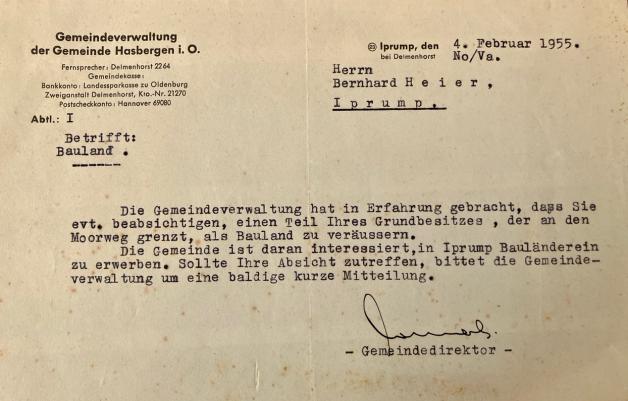 Gemeindeverwaltung
der Gemeinde Hasbergen i. O.
Fernsprecher: Delmenhorst 2264
Gemeindekasse:
Bankkonto: Landessparkasse zu Oldenburg
Zweiganstalt Delmenhorst, Kto.-Nr. 21270
Postscheckkonto: Hannover 69080
Abtl.: I
Betrifft:
Bauland .
㉓ Iprump, den 4. Februar 1955.
bei Delmenhorst No/Va.
Herrn
Bernhard Heier,
Iprump.
Die Gemeindeverwaltung hat in Erfahrung gebracht, dass Sie
evt. beabsichtigen, einen Teil Ihres Grundbesitzes , der an den
Moorweg grenzt, als Bauland zu veräussern.
Die Gemeinde ist daran interessiert,in Iprump Bauländerein
zu erwerben. Sollte Ihre Absicht zutreffen, bittet die Gemeinde-
verwaltung um eine baldige kurze Mitteilung.
- Gemeindedirektor -